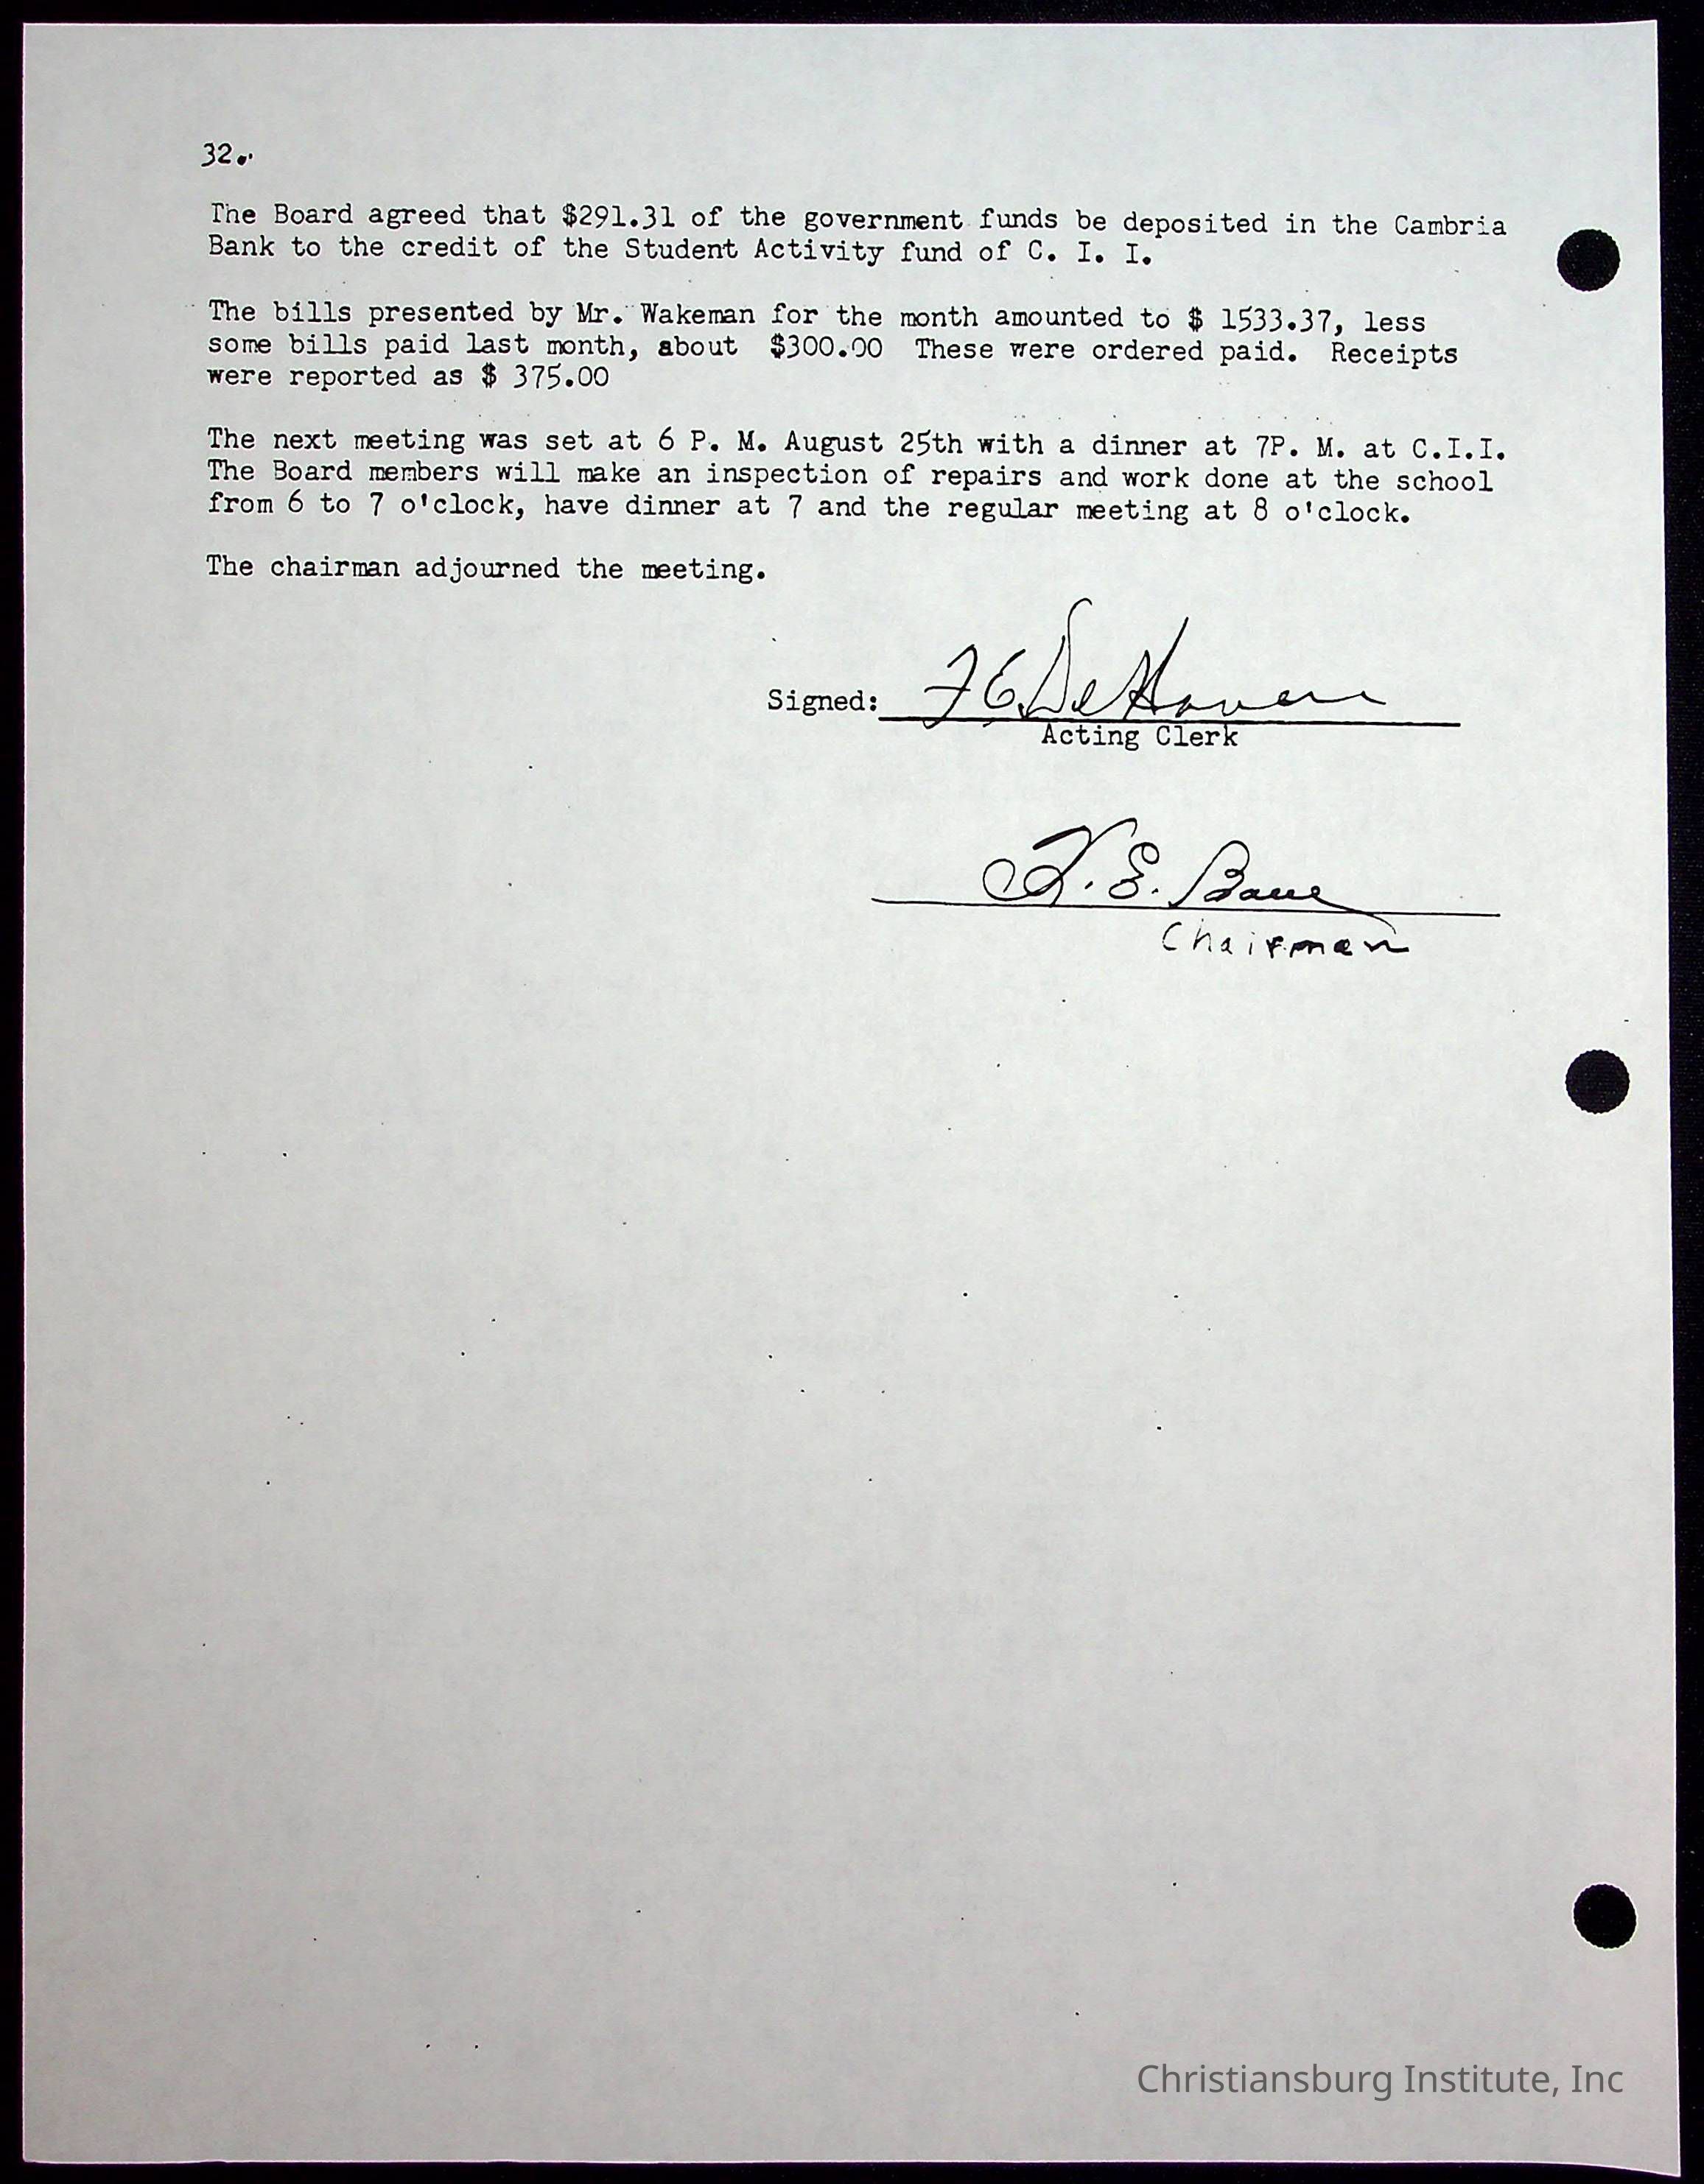 32.
The Board agreed that $291.31 of the government funds be deposited in the Cambria
Bank to the credit of the Student Activity fund of C. I. I.
The bills presented by Mr. Wakeman for the month amounted to $ 1533.37, less
some bills paid last month, about $300.00 These were ordered paid. Receipts
were reported as $ 375.00
The next meeting was set at 6 P. M. August 25th with a dinner at 7P. M. at C.I.I.
The Board members will make an inspection of repairs and work done at the school
from 6 to 7 o'clock, have dinner at 7 and the regular meeting at 8 o'clock.
The chairman adjourned the meeting.
Signed: F E DeHaven
Acting Clerk
E.
Chairman
Christiansburg Institute, Inc